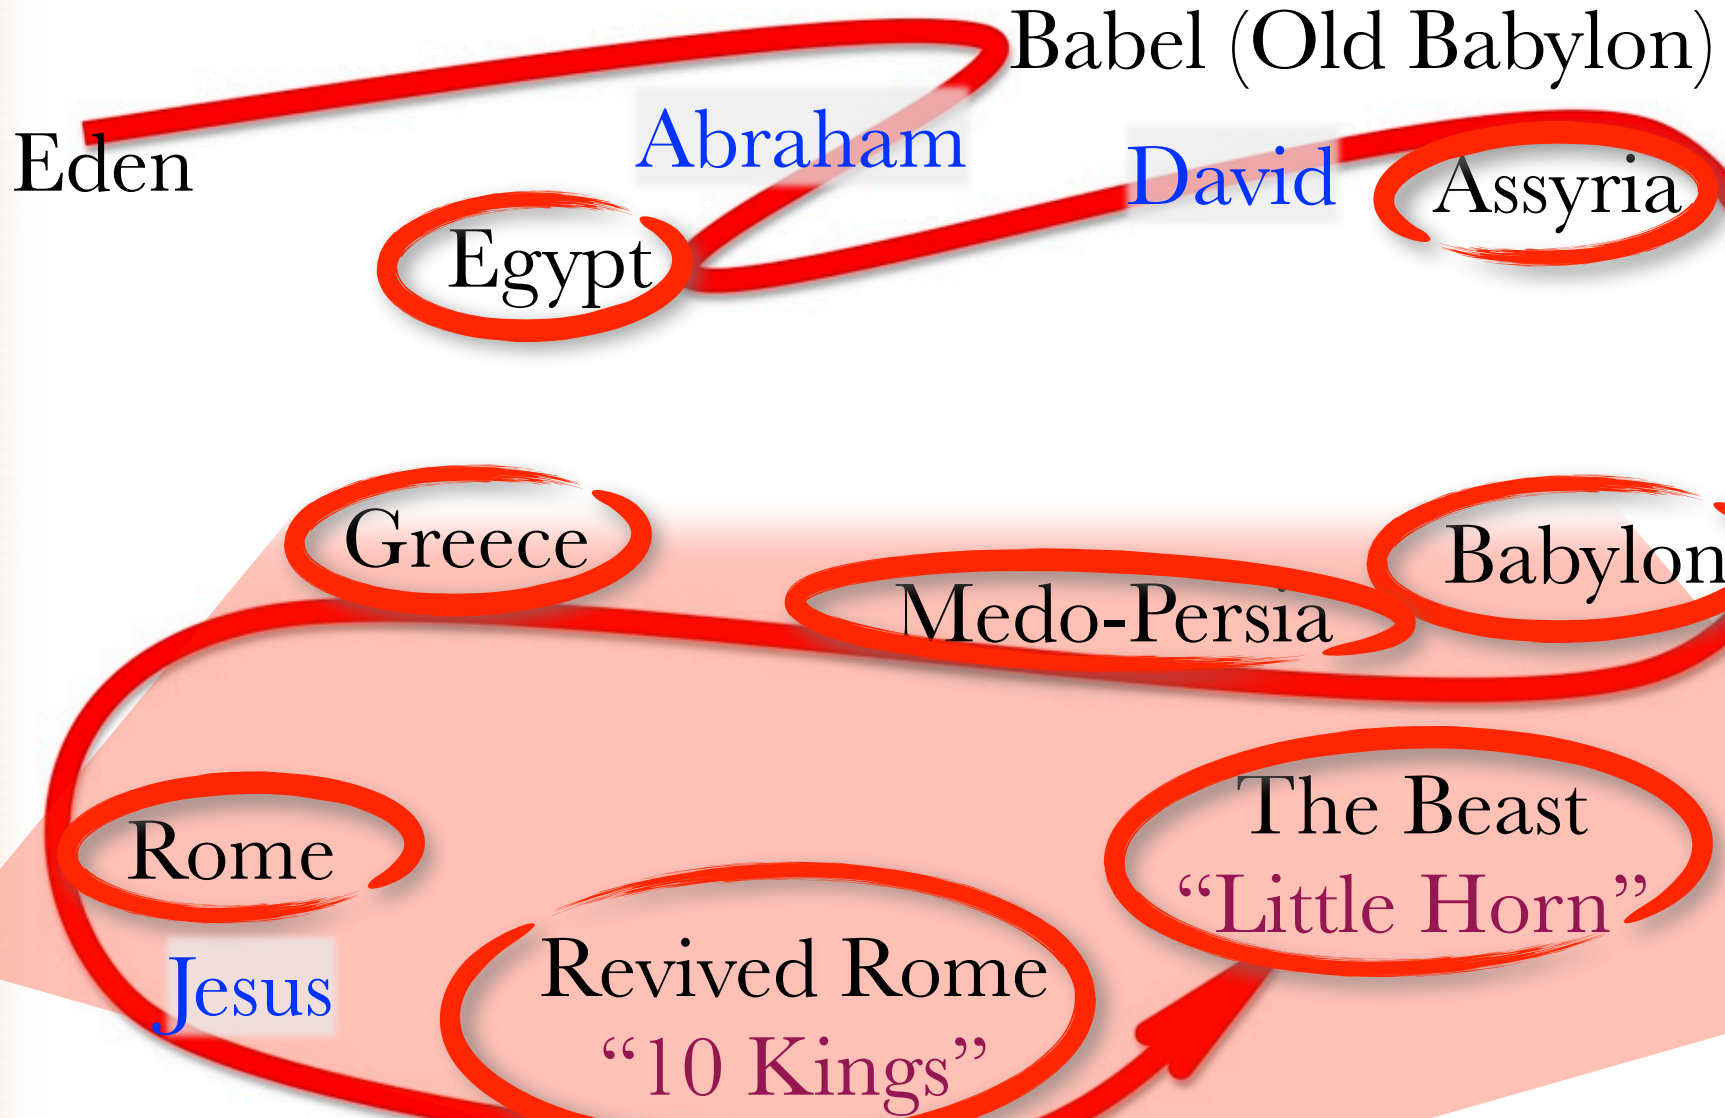 Babel (Old Babylon)
Eden
Abraham
David
Assyria
Egypt
Greece
Medo-Persia
Babylon
Rome
The Beast
“Little Horn”
Jesus
Revived Rome
“10 Kings”